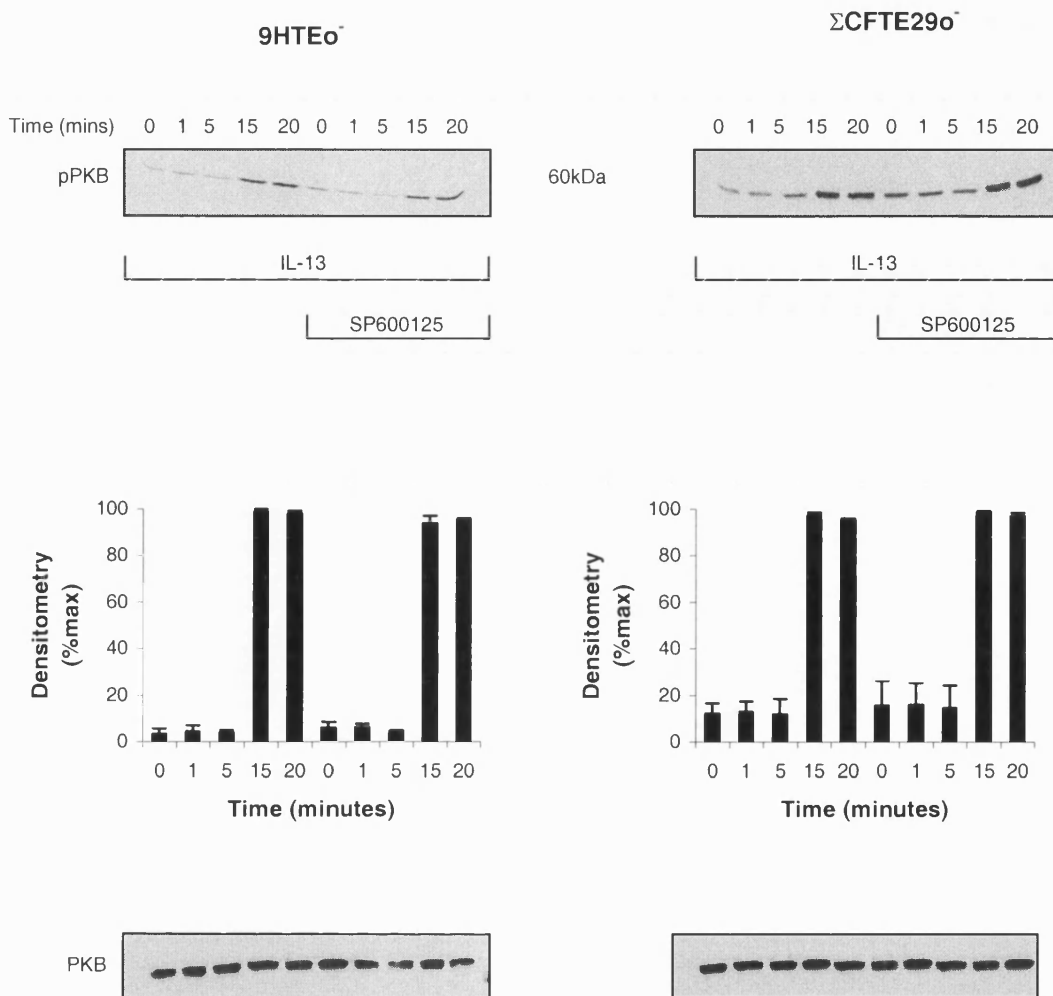 9HTEo-
ΣCFTE29o-
Time (mins) 0 1 5 15 20 0 1 5 15 20
0 1 5 15 20 0 1 5 15 20
pPKB
60kDa
IL-13
IL-13
SP600125
SP600125
Densitometry
(%max)
100
80
60
40
20
0
0 1 5 15 20 0 1 5 15 20
Time (minutes)
Densitometry
(%max)
100
80
60
40
20
0
0 1 5 15 20 0 1 5 15 20
Time (minutes)
PKB